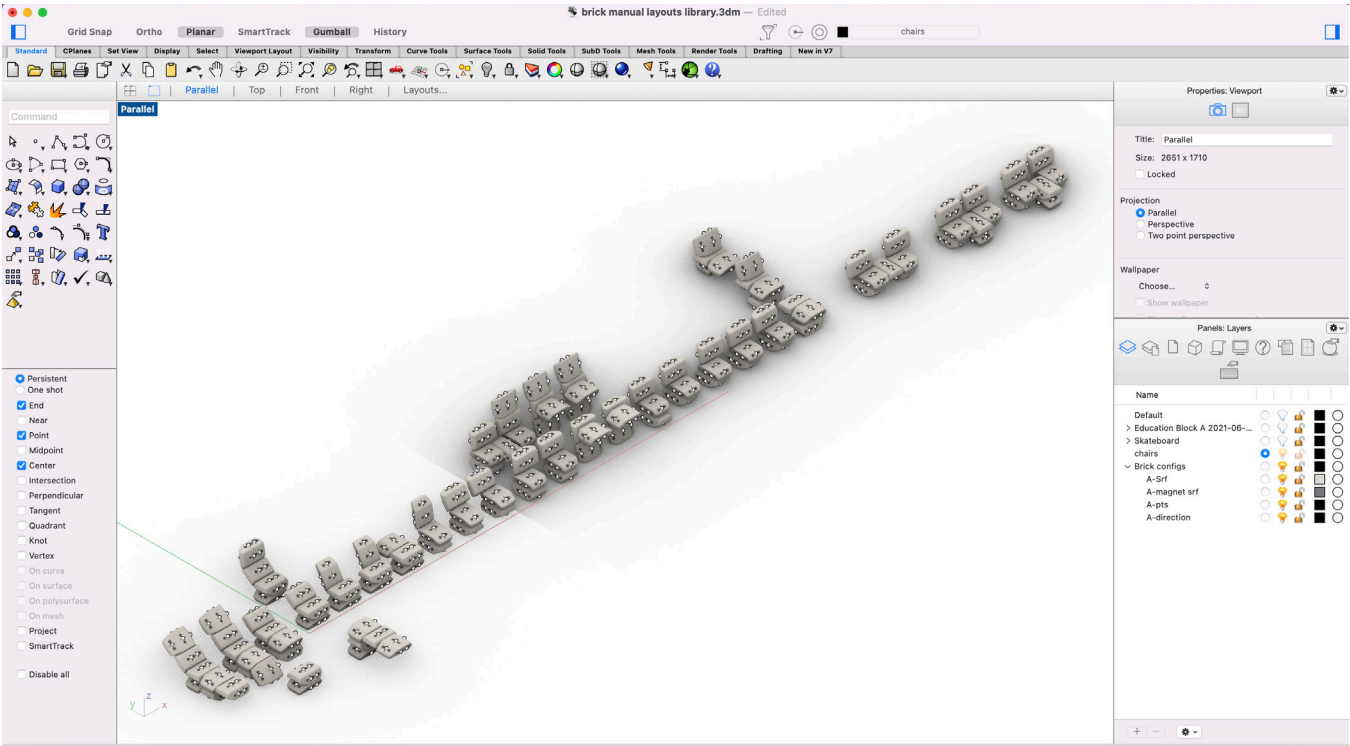 brick manual layouts library.3dm — Edited
Grid Snap Ortho Planar SmartTrack Gumball History chairs
Standard CPlanes Set View Display Select Viewport Layout Visibility Transform Curve Tools Surface Tools Solid Tools SubD Tools Mesh Tools Render Tools Drafting New in V7
Parallel | Top | Front | Right | Layouts...
Command
Parallel
Persistent
One shot
End
Near
Point
Midpoint
Center
Intersection
Perpendicular
Tangent
Quadrant
Knot
Vertex
On curve
On surface
On polysurface
On mesh
Project
SmartTrack
Disable all
z
y x
Properties: Viewport
Title: Parallel
Size: 2651 x 1710
Locked
Projection
Parallel
Perspective
Two point perspective
Wallpaper
Choose...
Show wallpaper
Panels: Layers
Name
Default
Education Block A 2021-06-...
Skateboard
chairs
Brick configs
A-Srf
A-magnet srf
A-pts
A-direction